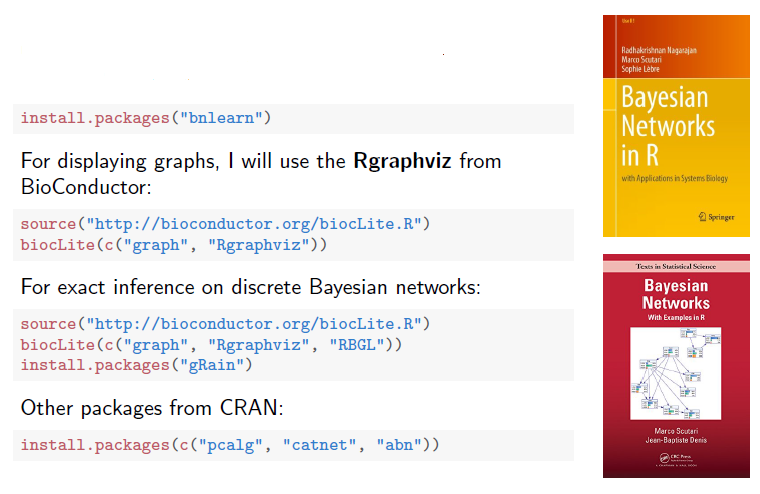 install.packages("bnlearn")
For displaying graphs, I will use the Rgraphviz from
BioConductor:
source("http://bioconductor.org/biocLite.R")
biocLite(c("graph", "Rgraphviz"))
For exact inference on discrete Bayesian networks:
source("http://bioconductor.org/biocLite.R")
biocLite(c("graph", "Rgraphviz", "RBGL"))
install.packages("gRain")
Other packages from CRAN:
install.packages(c("pcalg", "catnet", "abn"))
Use R!
Radhakrishnan Nagarajan
Marco Scutari
Sophie Lèbre
Bayesian
Networks
in R
with Applications in Systems Biology
Springer
Texts in Statistical Science
Bayesian
Networks
With Examples in R
Marco Scutari
Jean-Baptiste Denis
CRC Press